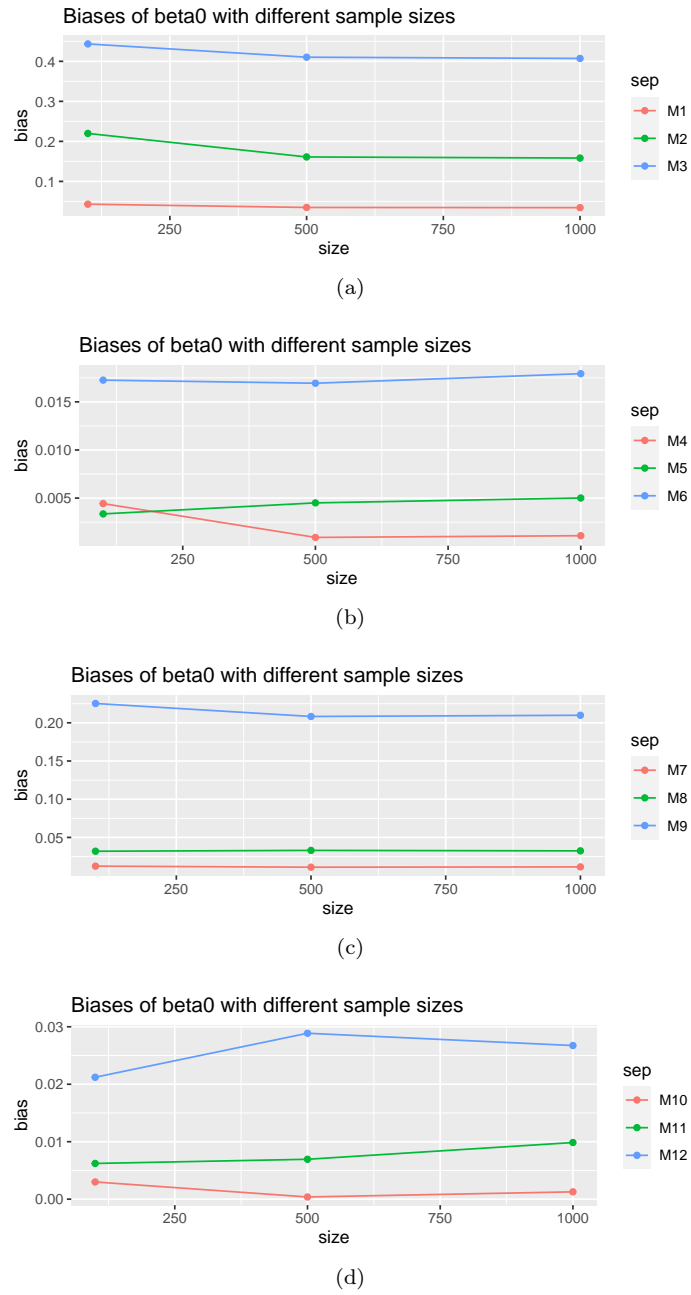 Biases of beta0 with different sample sizes
0.4
0.3
0.2
0.1
bias
250 500 750 1000
size
sep
M1
M2
M3
(a)
Biases of beta0 with different sample sizes
0.015
0.010
0.005
bias
250 500 750 1000
size
sep
M4
M5
M6
(b)
Biases of beta0 with different sample sizes
0.20
0.15
0.10
0.05
bias
250 500 750 1000
size
sep
M7
M8
M9
(c)
Biases of beta0 with different sample sizes
0.03
0.02
0.01
0.00
bias
250 500 750 1000
size
sep
M10
M11
M12
(d)